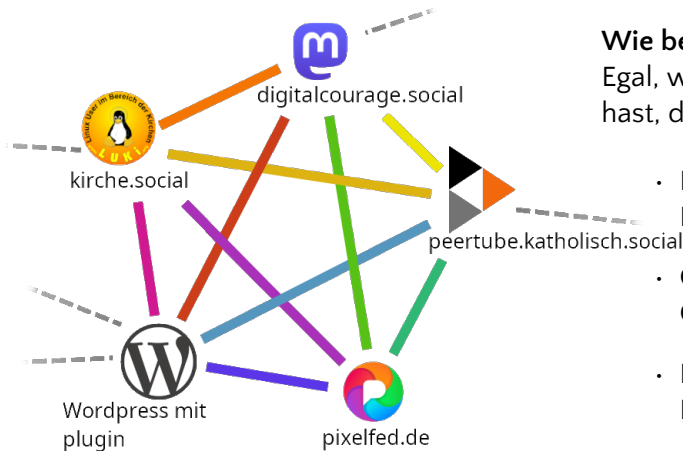 Wie be
Egal, w
hast, d
digitalcourage.social
Linux User im Bereich der Kirchen
LUKi
kirche.social
peertube.katholisch.social
Wordpress mit
plugin
pixelfed.de